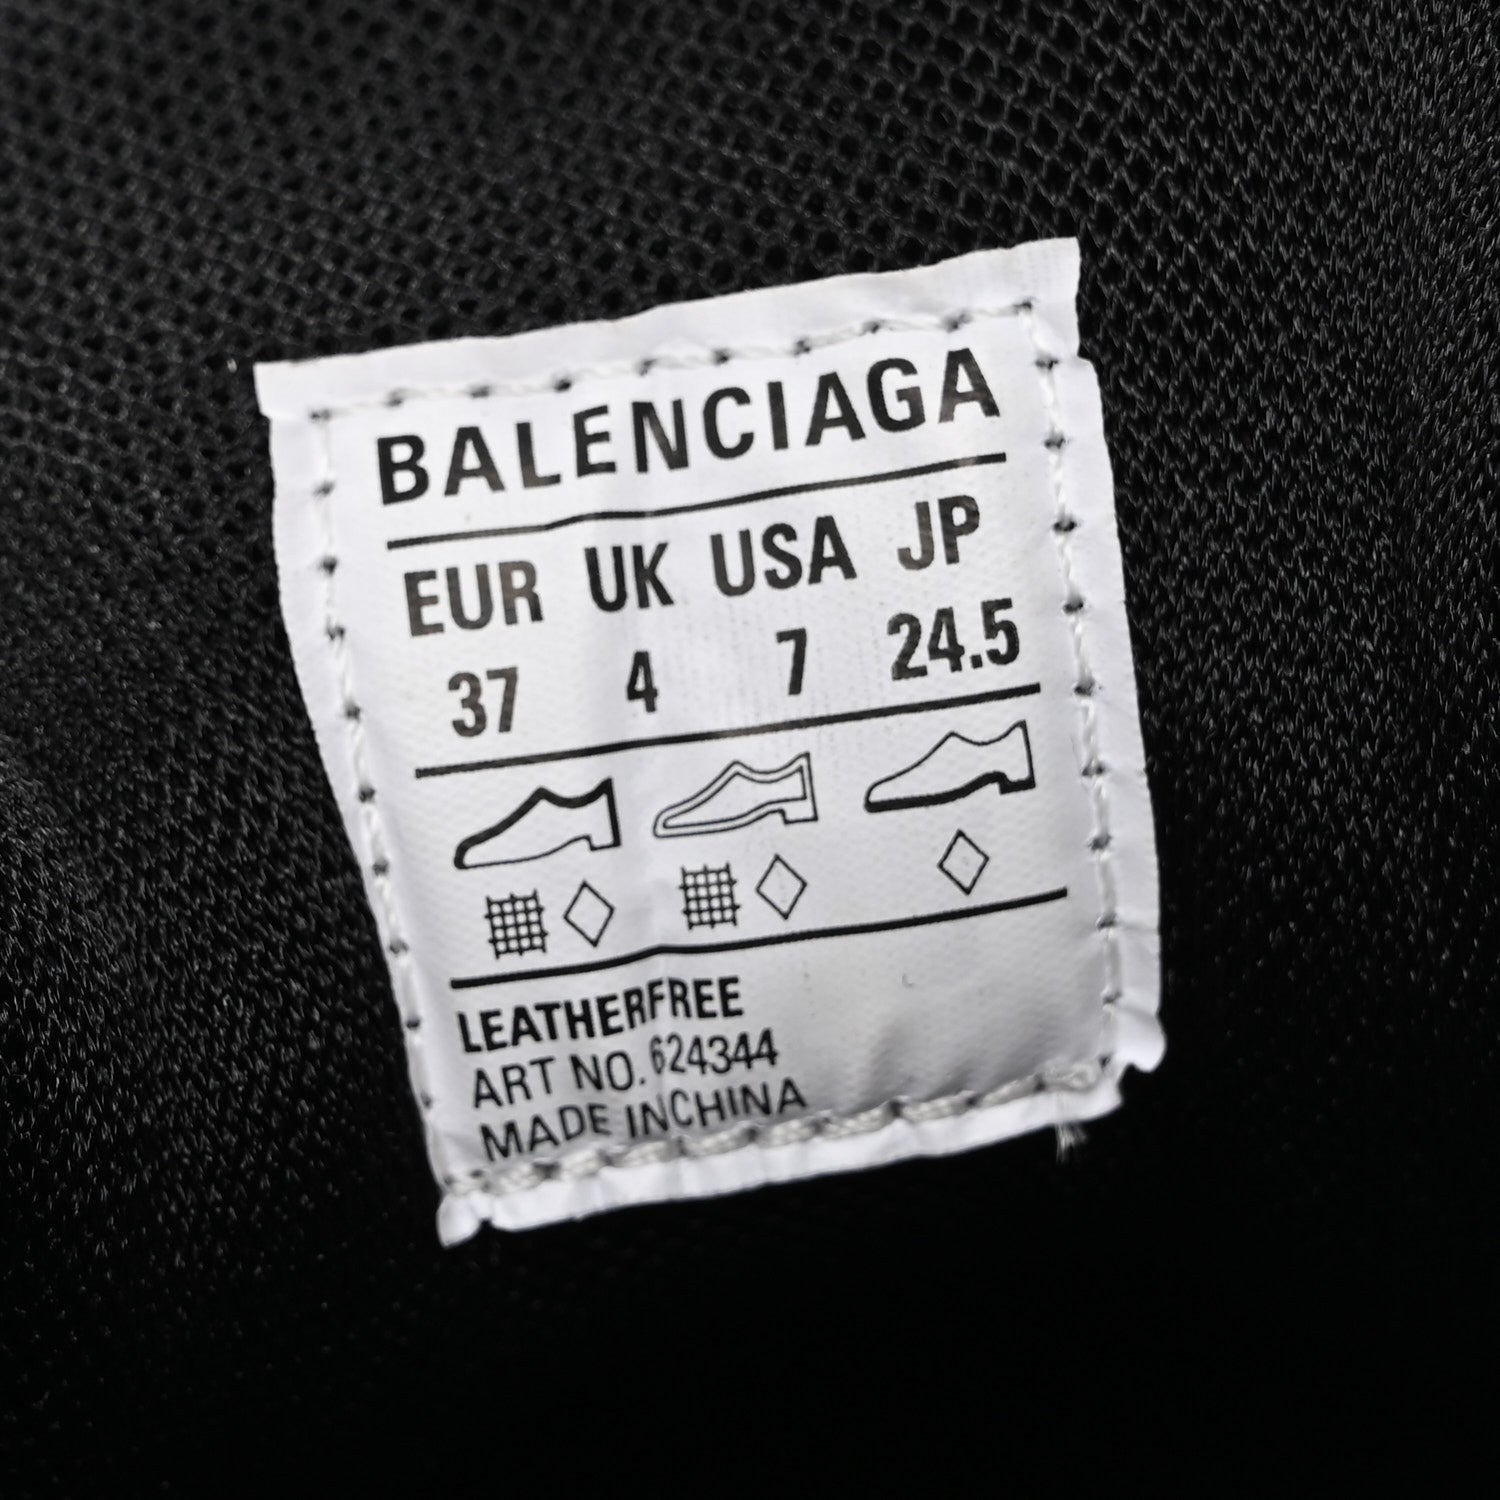 BALENCIAGA
EUR UK USA JP
37 4 7 24.5
LEATHERFREE
ART NO. 624344
MADE INCHINA